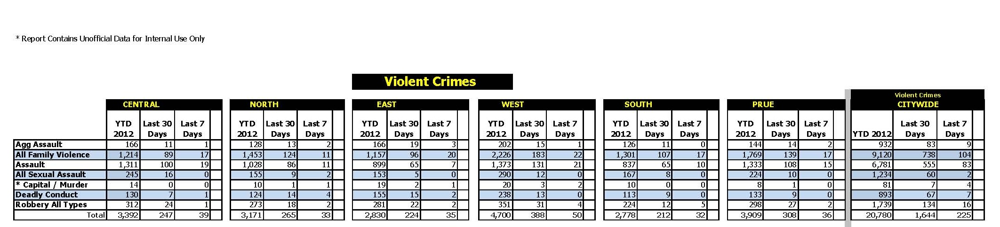 * Report Contains Unofficial Data for Internal Use Only
Violent Crimes
Violent Crimes
CENTRAL NORTH EAST WEST SOUTH PRUE CITYWIDE
YTD Last 30 Last 7 YTD Last 30 Last 7 YTD Last 30 Last 7 YTD Last 30 Last 7 YTD Last 30 Last 7 YTD Last 30 Last 7 Last 30 Last 7
2012 Days Days 2012 Days Days 2012 Days Days 2012 Days Days 2012 Days Days 2012 Days Days YTD 2012 Days Days
Agg Assault 166 11 1 128 13 2 166 19 3 202 15 1 126 11 0 144 14 2 932 83 9
All Family Violence 1,214 89 17 1,453 124 11 1,157 96 20 2,226 183 22 1,301 107 17 1,769 139 17 9,120 738 104
Assault 1,311 100 19 1,028 86 11 899 65 7 1,373 131 21 837 65 10 1,333 108 15 6,781 555 83
All Sexual Assault 245 16 0 155 9 2 153 5 0 290 12 0 167 8 0 224 10 0 1,234 60 2
* Capital / Murder 14 0 0 10 1 1 19 2 1 20 3 2 10 0 0 8 1 0 81 7 4
Deadly Conduct 130 7 1 124 14 4 155 15 2 238 13 0 113 9 0 133 9 0 893 67 7
Robbery All Types 312 24 1 273 18 2 281 22 2 351 31 4 224 12 5 298 27 2 1,739 134 16
Total 3,392 247 39 3,171 265 33 2,830 224 35 4,700 388 50 2,778 212 32 3,909 308 36 20,780 1,644 225